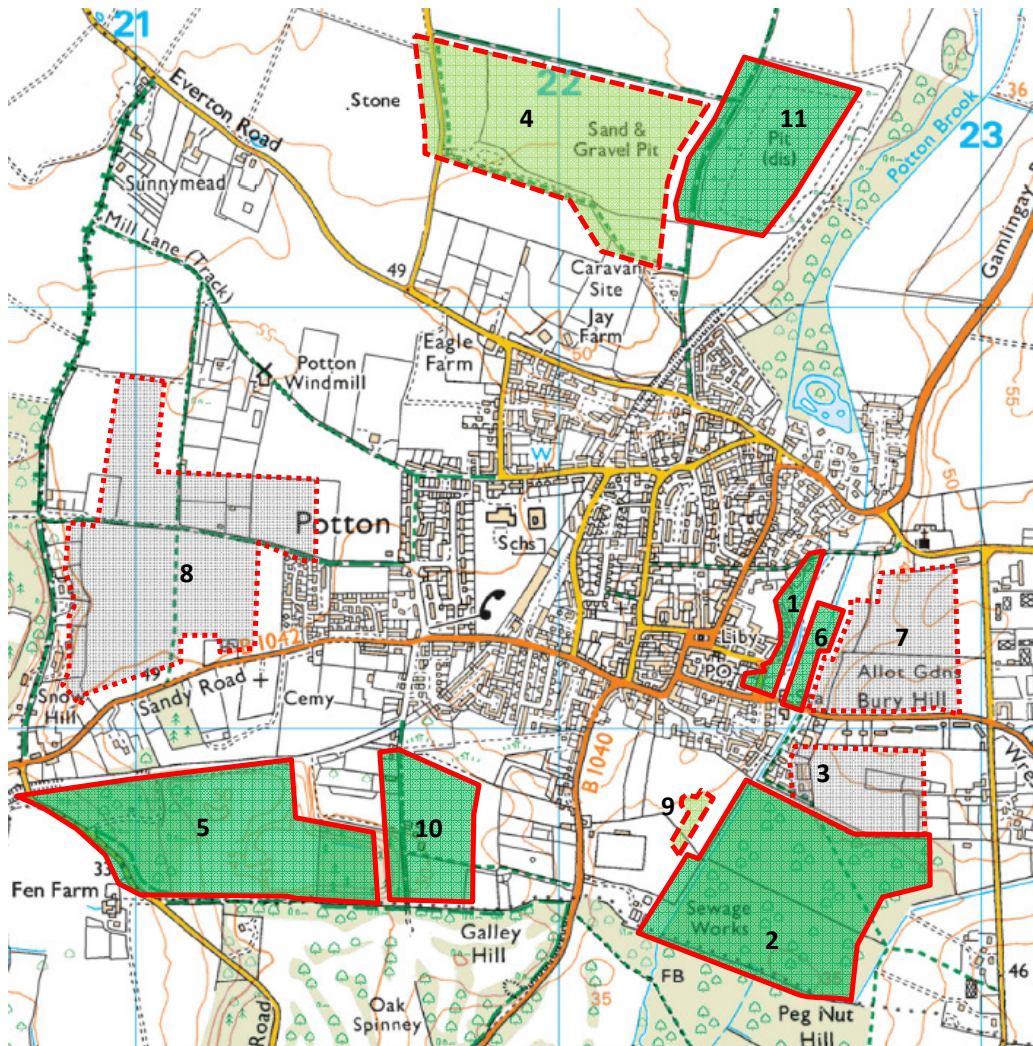 21
Everton Road
.Stone
4
22
Sand &
Gravel Pit
11
Pit
(dis)
36
23
Potton Brook
Gamlingay
Sunnymead
Mill Lane (Track)
49
55
Caravan
Site
Jay
Farm
50
Eagle
Farm
Potton
Windmill
55
50
W
Potton
Schs
8
1
Liby
6
PO
7
Allot Gdns
Bury Hill
B 1042
49
Sandy Road
Cemy
Snow
Hill
B 1040
3
9
5
10
33
Fen Farm
Galley
Hill
Sewage
Works
2
FB
35
46
Oak
Spinney
Road
Peg Nut
Hill